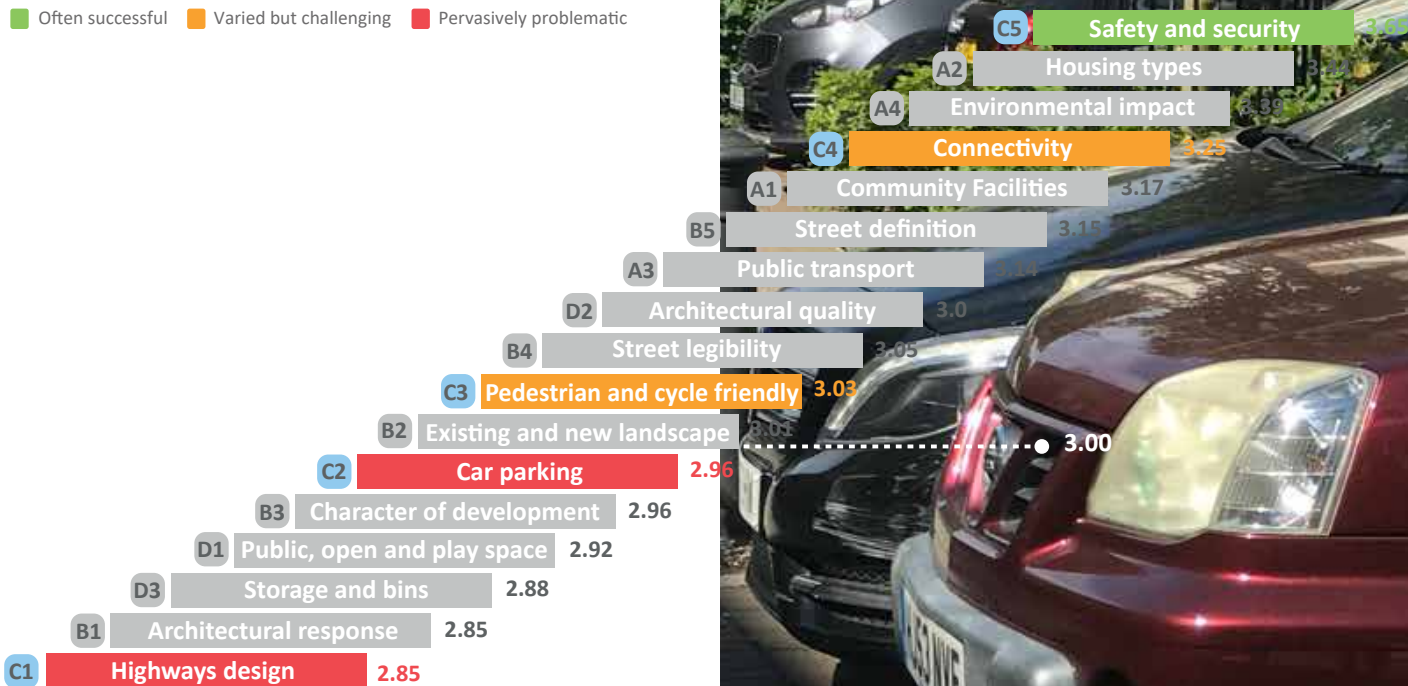 Often successful Varied but challenging Pervasively problematic
C5 Safety and security
A2 Housing types
A4 Environmental impact 3.39
C4 Connectivity 3.25
A1 Community Facilities 3.17
B5 Street definition 3.15
A3 Public transport 3.14
D2 Architectural quality 3.0
B4 Street legibility 3.05
C3 Pedestrian and cycle friendly 3.03
B2 Existing and new landscape 3.01
3.00
C2 Car parking 2.96
B3 Character of development 2.96
D1 Public, open and play space 2.92
D3 Storage and bins 2.88
B1 Architectural response 2.85
C1 Highways design 2.85